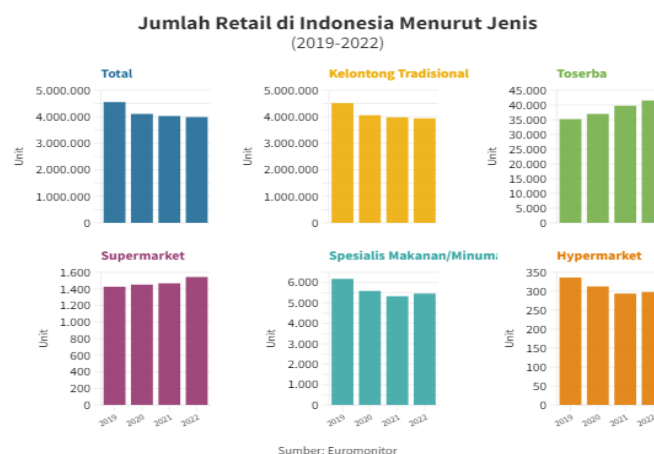 Jumlah Retail di Indonesia Menurut Jenis
(2019-2022)
Total
5.000.000
4.000.000
3.000.000
2.000.000
1.000.000
0
Unit
Kelontong Tradisional
5.000.000
4.000.000
3.000.000
2.000.000
1.000.000
0
Unit
Toserba
45.000
40.000
35.000
30.000
25.000
20.000
15.000
10.000
5.000
0
Unit
Supermarket
1.600
1.400
1.200
1.000
800
600
400
200
0
Unit
2019 2020 2021 2022
Spesialis Makanan/Minuma
6.000
5.000
4.000
3.000
2.000
1.000
0
Unit
2019 2020 2021 2022
Hypermarket
350
300
250
200
150
100
50
0
Unit
2019 2020 2021 2022
Sumber: Euromonitor